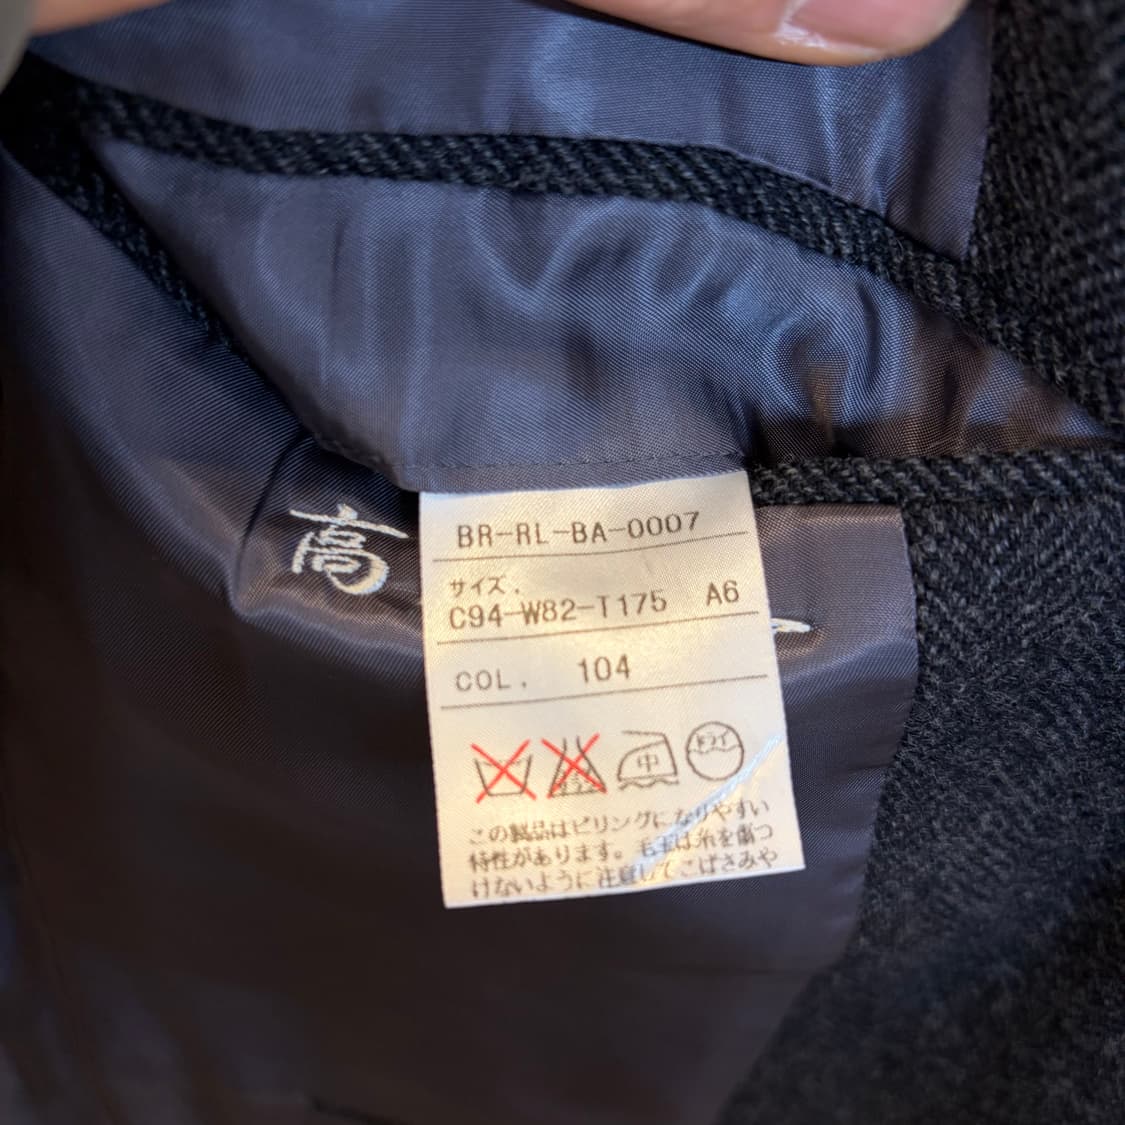 BR-RL-BA-0007
サイズ.
C94-W82-T175 A6
COL. 104
中 ドライ
この製品はピリングになりやすい
特性があります。毛玉は糸を傷つ
けないように注意してこばさみや
高